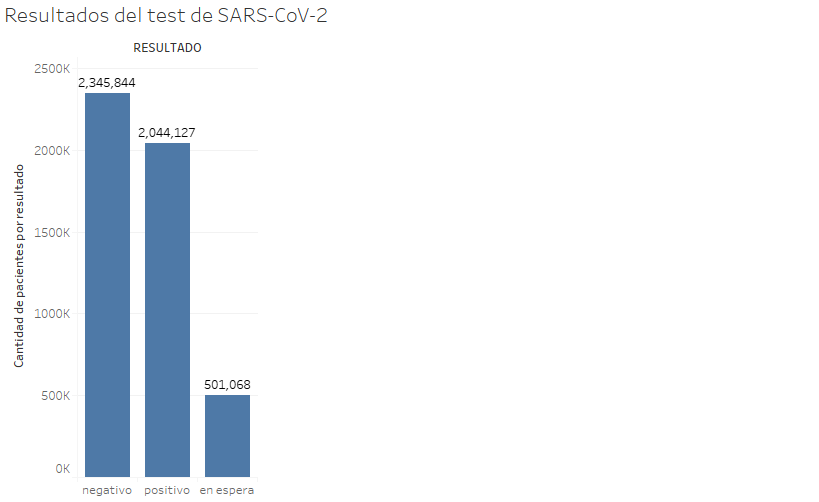 Resultados del test de SARS-CoV-2
RESULTADO
Cantidad de pacientes por resultado
2500K
2000K
1500K
1000K
500K
0K
2,345,844
2,044,127
501,068
negativo positivo en espera